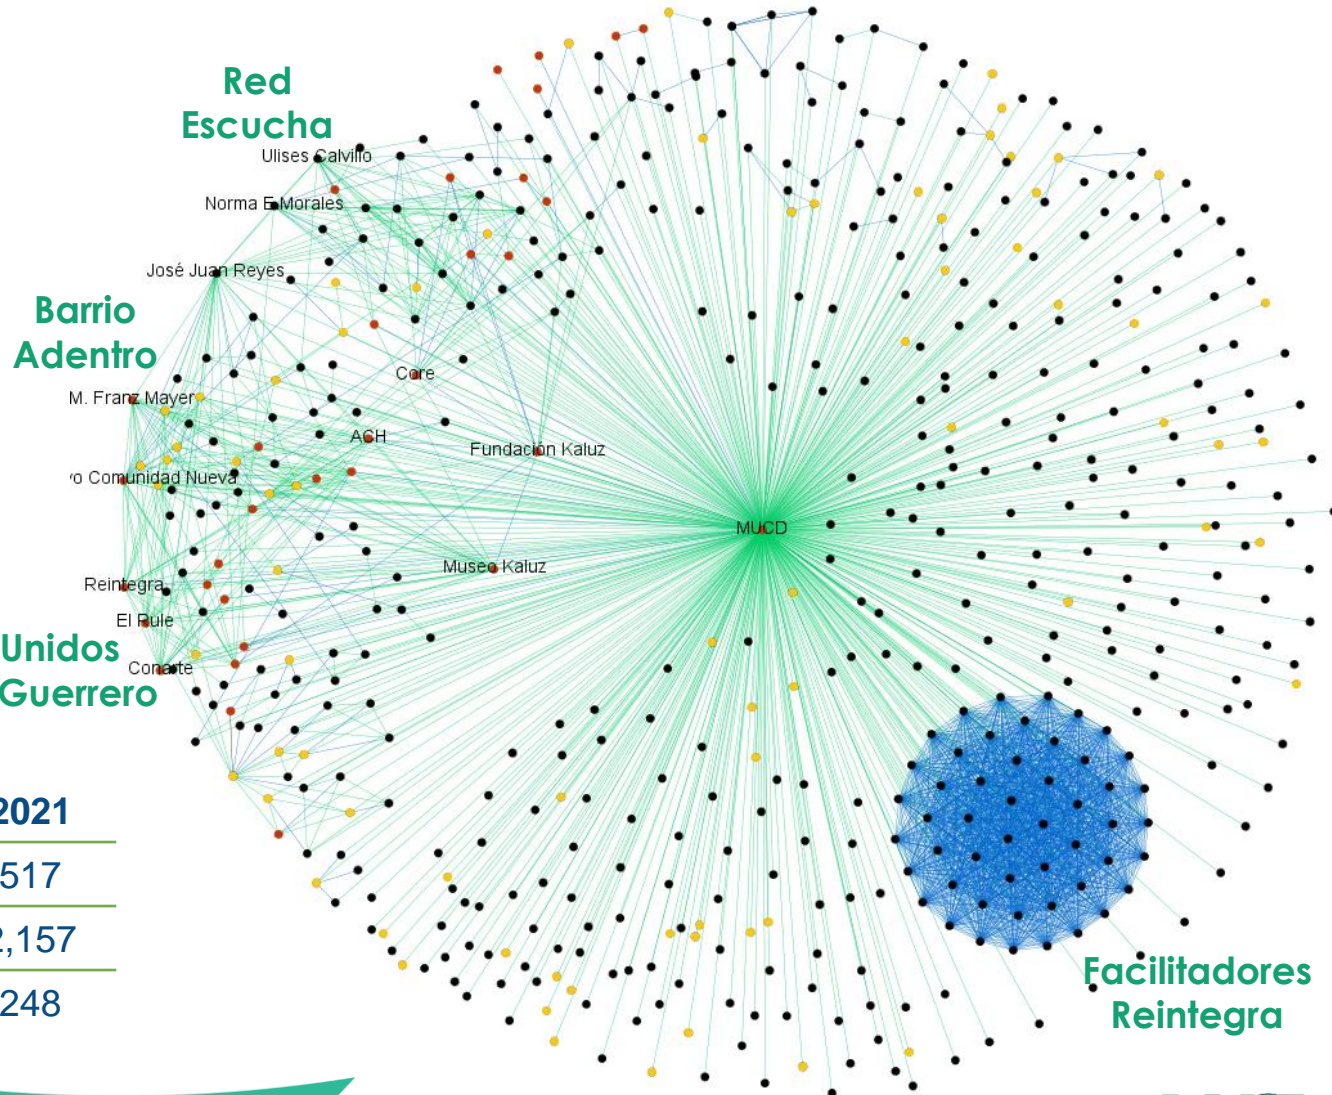 Red
Escucha
Ulises Calvillo
Norma E Morales
José Juan Reyes
Barrio
Adentro
Core
M. Franz Mayer
ACH
Fundación Kaluz
o Comunidad Nueva
MUCD
Museo Kaluz
Reintegra
El Rule
Unidos
Guerrero
Conarte
2021
517
2,157
248
Facilitadores
Reintegra